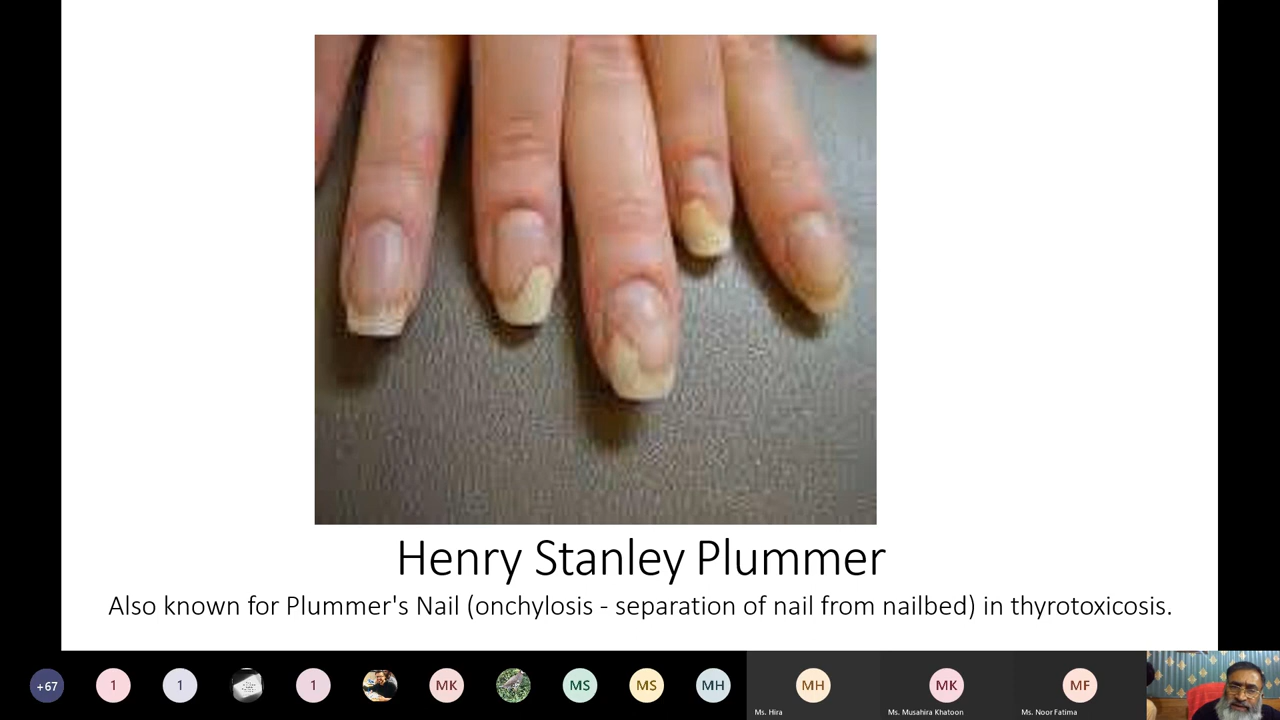 Henry Stanley Plummer
Also known for Plummer's Nail (onchylosis - separation of nail from nailbed) in thyrotoxicosis.
+67
1
1
1
MK
MS
MS
MH
MH
Ms. Hira
MK
Ms. Musahira Khatoon
MF
Ms. Noor Fatima